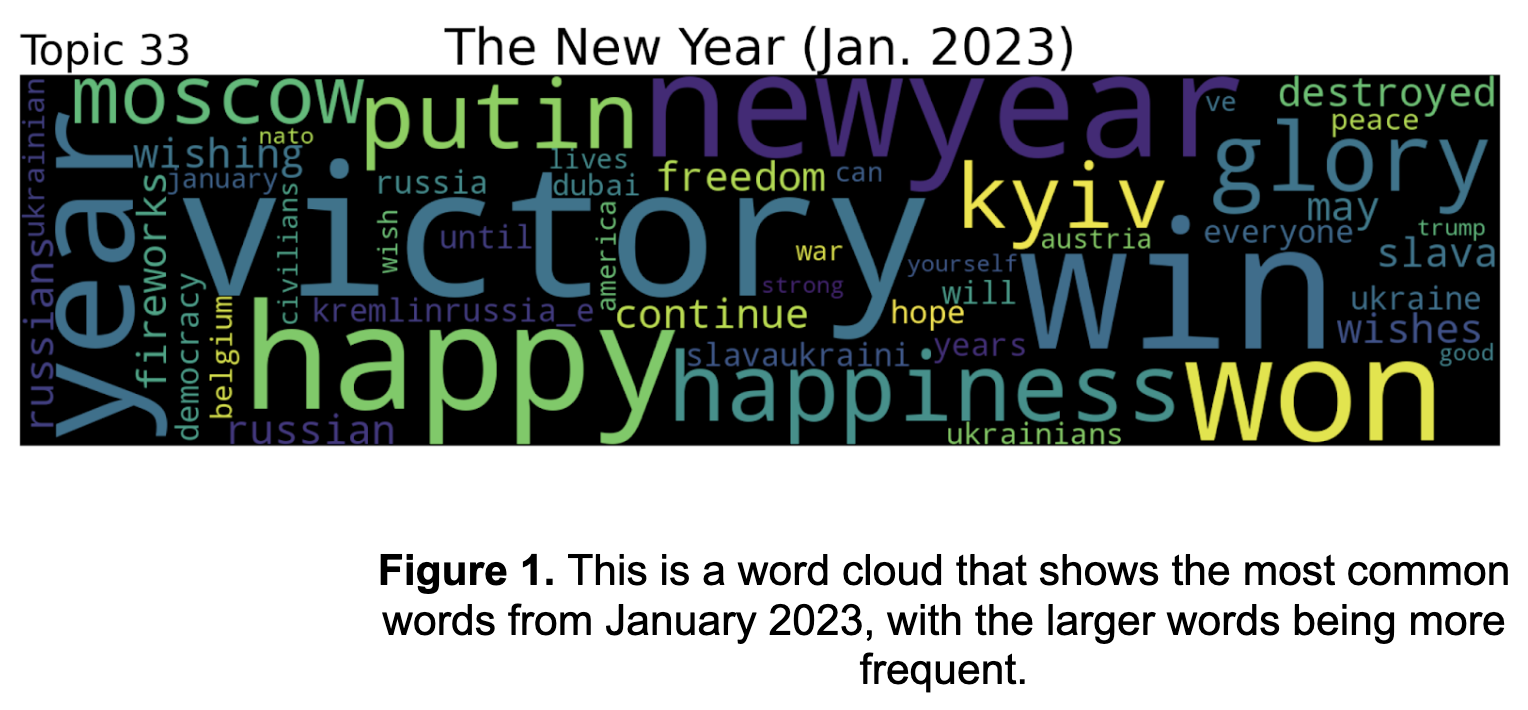 Topic 33
The New Year (Jan. 2023)
ukrainian
russians
year
moscow
putin
newyear
ve
destroyed
peace
nato
wishing
january
lives
dubai
freedom
can
glory
fireworks
civilians
russia
wish
until
victory
america
war
kyiv
austria
may
everyone
trump
slava
strong
yourself
will
win
ukraine
wishes
good
democracy
belgium
kremlinrussia_e
continue
hope
years
happy
slavaukraini
happiness
won
russian
ukrainians
Figure 1. This is a word cloud that shows the most common
words from January 2023, with the larger words being more
frequent.